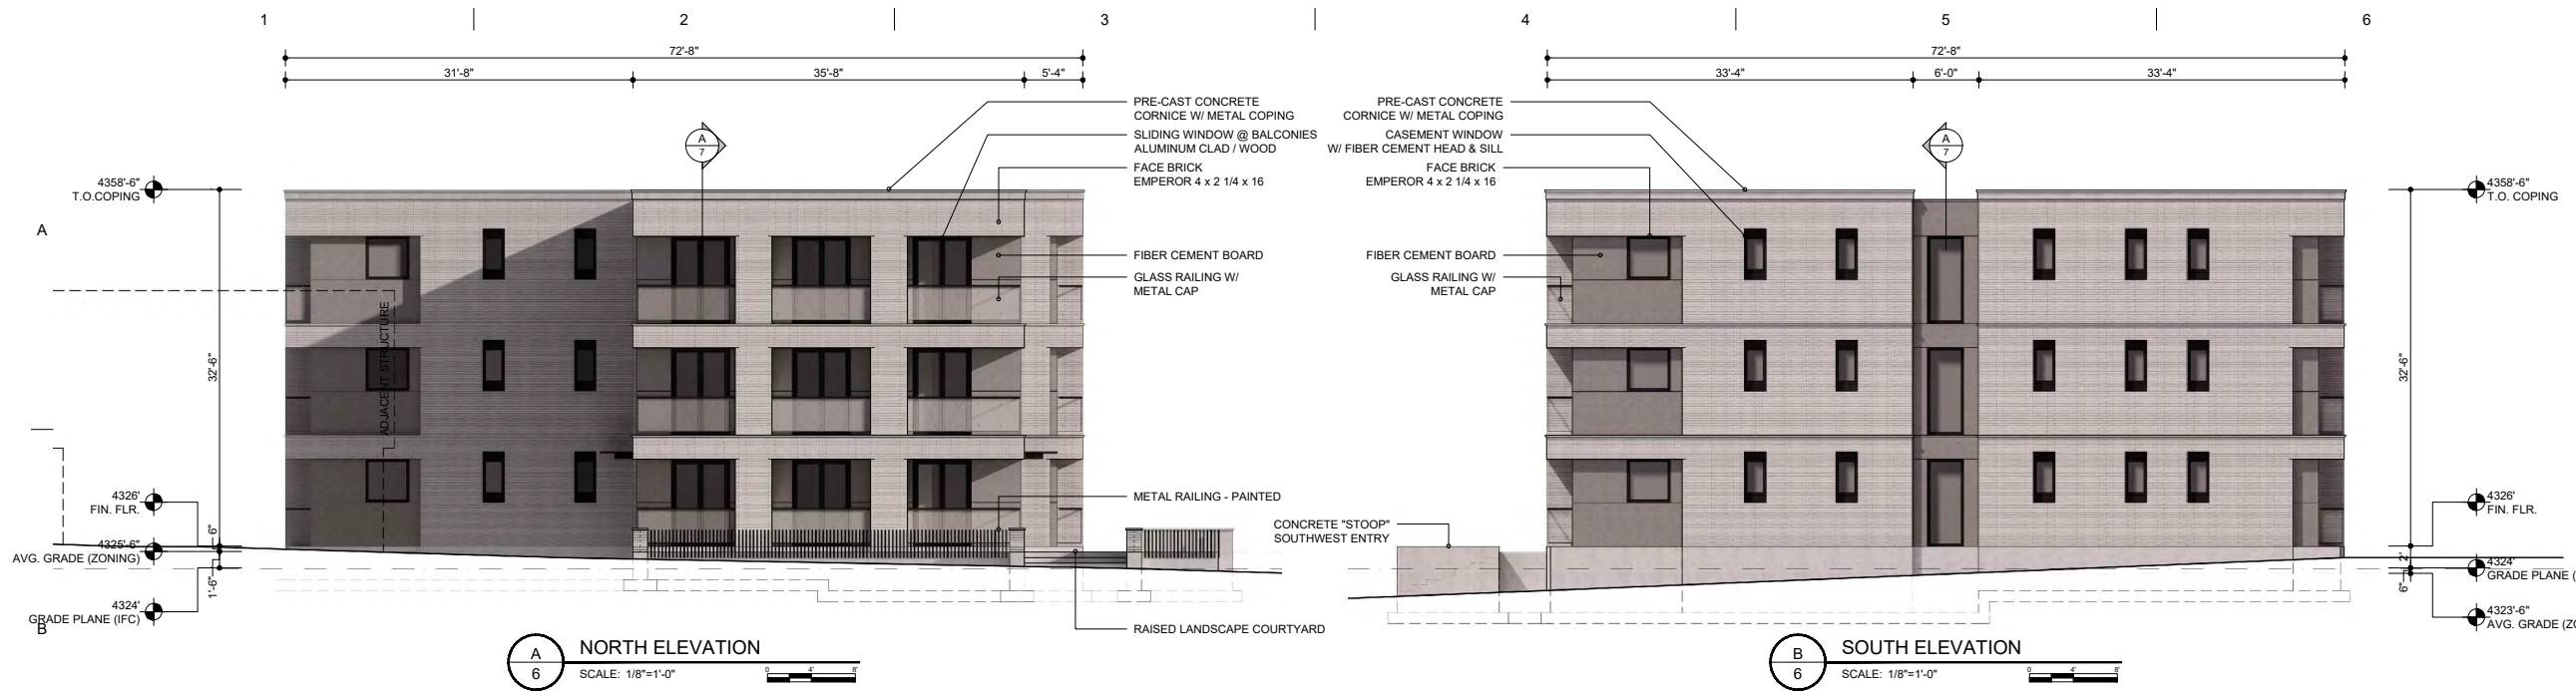 1 2 3 4 5 6
72'-8"
31'-8" 35'-8" 5'-4"
PRE-CAST CONCRETE
CORNICE W/ METAL COPING
SLIDING WINDOW @ BALCONIES
ALUMINUM CLAD / WOOD
FACE BRICK
EMPEROR 4 x 2 1/4 x 16
FIBER CEMENT BOARD
GLASS RAILING W/
METAL CAP
METAL RAILING - PAINTED
RAISED LANDSCAPE COURTYARD
A
7
4358'-6"
T.O.COPING
A
32'-6"
ADJACENT STRUCTURE
4326'
FIN. FLR.
4325'-6"
AVG. GRADE (ZONING)
1'-6"
4324'
GRADE PLANE (IFC)
B
A
6
NORTH ELEVATION
SCALE: 1/8"=1'-0"
0 4' 8'
72'-8"
33'-4" 6'-0" 33'-4"
PRE-CAST CONCRETE
CORNICE W/ METAL COPING
CASEMENT WINDOW
W/ FIBER CEMENT HEAD & SILL
FACE BRICK
EMPEROR 4 x 2 1/4 x 16
FIBER CEMENT BOARD
GLASS RAILING W/
METAL CAP
CONCRETE "STOOP"
SOUTHWEST ENTRY
A
7
4358'-6"
T.O. COPING
32'-6"
4326'
FIN. FLR.
2'
4324'
GRADE PLANE (
6"
4323'-6"
AVG. GRADE (ZO
B
6
SOUTH ELEVATION
SCALE: 1/8"=1'-0"
0 4' 8'